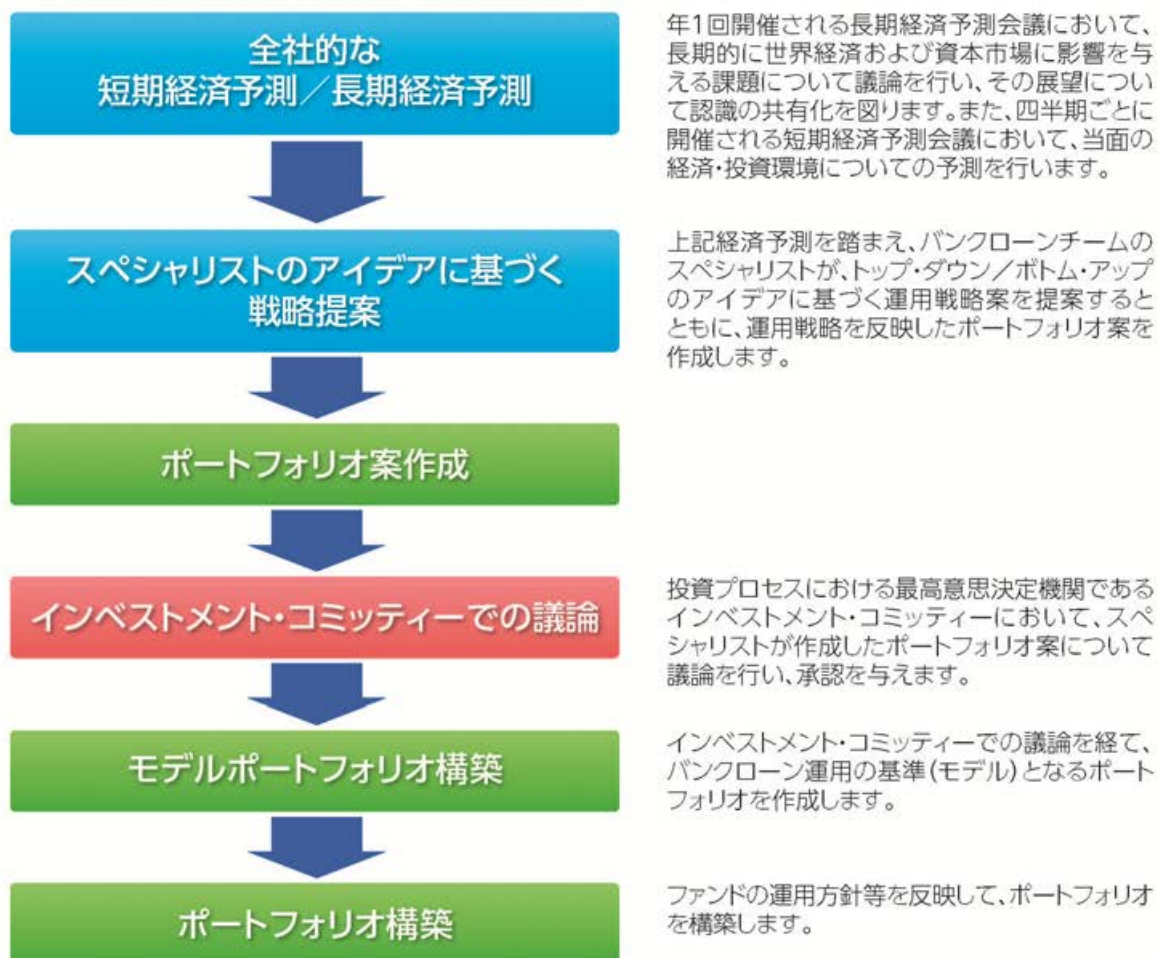 全社的な
短期経済予測／長期経済予測
年1回開催される長期経済予測会議において、
長期的に世界経済および資本市場に影響を与
える課題について議論を行い、その展望につい
て認識の共有化を図ります。また、四半期ごとに
開催される短期経済予測会議において、当面の
経済・投資環境についての予測を行います。
スペシャリストのアイデアに基づく
戦略提案
上記経済予測を踏まえ、バンクローンチームの
スペシャリストが、トップ・ダウン／ボトム・アップ
のアイデアに基づく運用戦略案を提案すると
ともに、運用戦略を反映したポートフォリオ案を
作成します。
ポートフォリオ案作成
インベストメント・コミッティーでの議論
投資プロセスにおける最高意思決定機関である
インベストメント・コミッティーにおいて、スペ
シャリストが作成したポートフォリオ案について
議論を行い、承認を与えます。
モデルポートフォリオ構築
インベストメント・コミッティーでの議論を経て、
バンクローン運用の基準(モデル)となるポート
フォリオを作成します。
ポートフォリオ構築
ファンドの運用方針等を反映して、ポートフォリオ
を構築します。